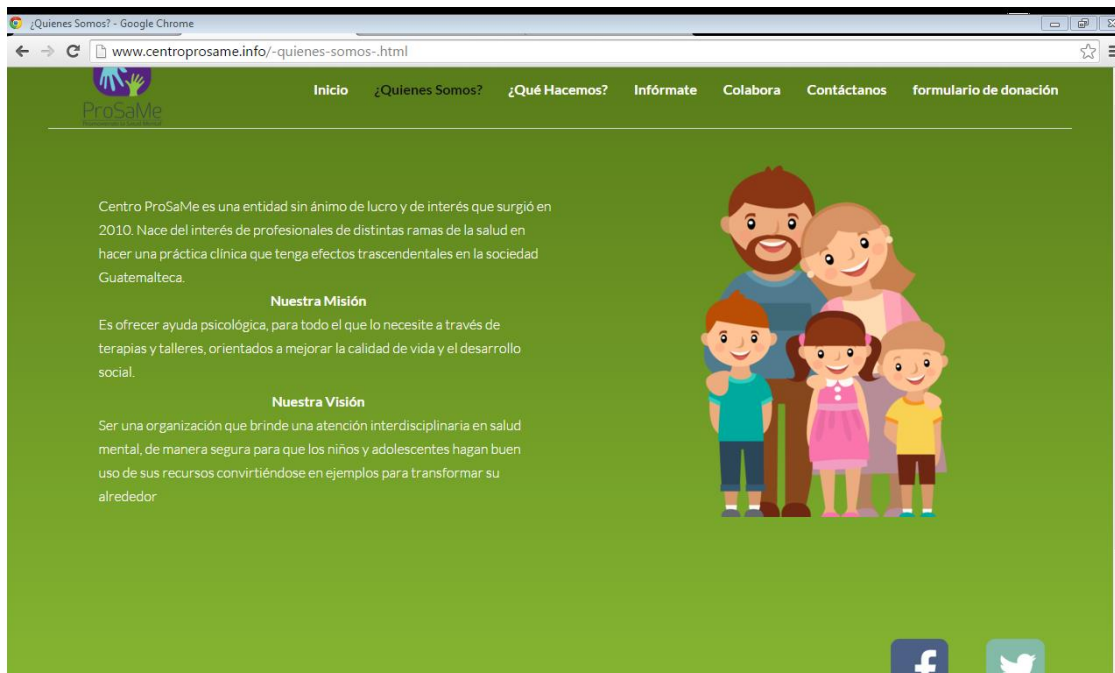 ¿Quienes Somos? - Google Chrome
www.centroprosame.info/-quienes-somos-.html
ProSaMe
Inicio ¿Quienes Somos? ¿Qué Hacemos? Infórmate Colabora Contáctanos formulario de donación
Centro ProSaMe es una entidad sin ánimo de lucro y de interés que surgió en
2010. Nace del interés de profesionales de distintas ramas de la salud en
hacer una práctica clínica que tenga efectos trascendentales en la sociedad
Guatemalteca.
Nuestra Misión
Es ofrecer ayuda psicológica, para todo el que lo necesite a través de
terapias y talleres, orientados a mejorar la calidad de vida y el desarrollo
social.
Nuestra Visión
Ser una organización que brinde una atención interdisciplinaria en salud
mental, de manera segura para que los niños y adolescentes hagan buen
uso de sus recursos convirtiéndose en ejemplos para transformar su
alrededor